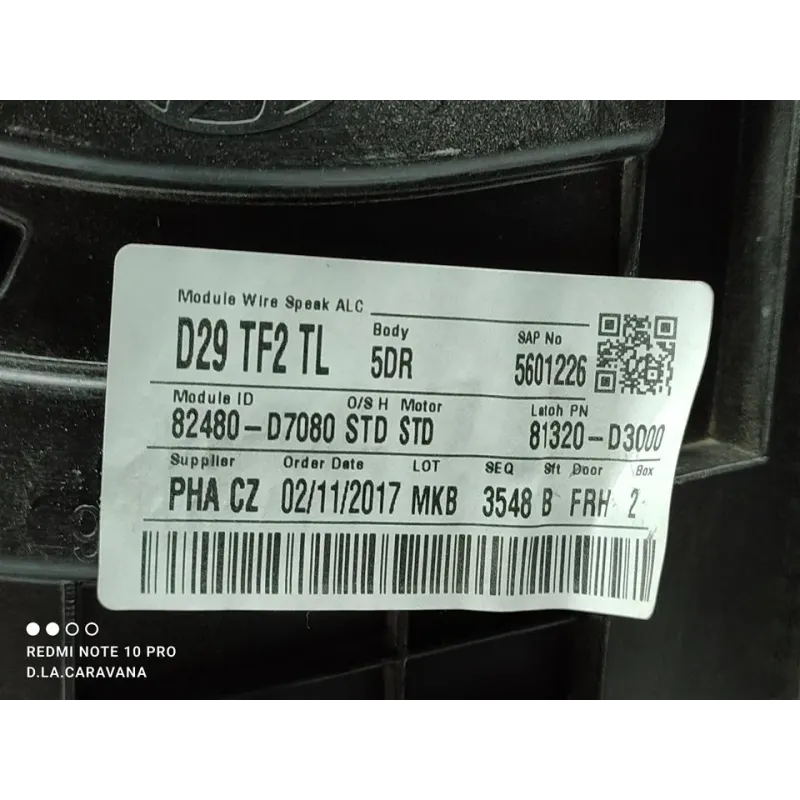 Module Wire Speak ALC
Body
SAP No
D29 TF2 TL 5DR 5601226
Module ID O/S H Motor Latch PN
82480-D7080 STD STD 81320-D3000
Supplier Order Date LOT SEQ Sft Door Box
PHA CZ 02/11/2017 MKB 3548 B FRH 2
REDMI NOTE 10 PRO
D.LA.CARAVANA